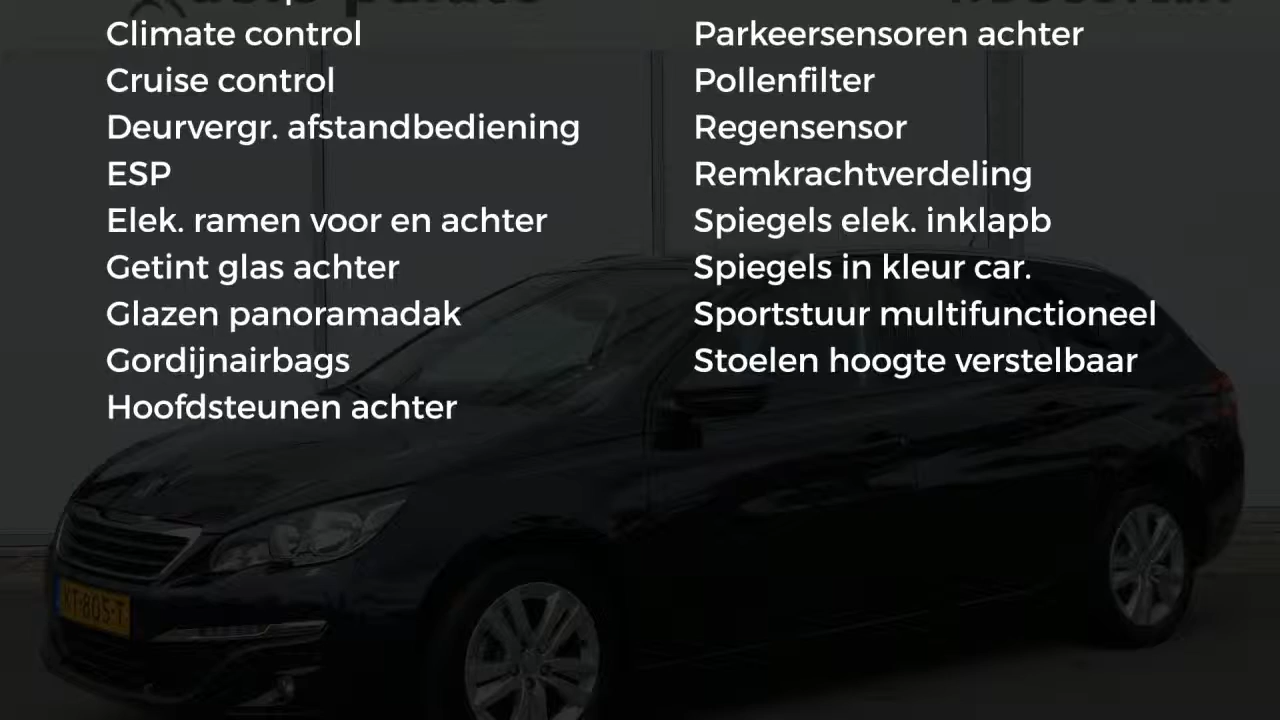 Climate control
Cruise control
Deurvergr. afstandbediening
ESP
Elek. ramen voor en achter
Getint glas achter
Glazen panoramadak
Gordijnairbags
Hoofdsteunen achter
Parkeersensoren achter
Pollenfilter
Regensensor
Remkrachtverdeling
Spiegels elek. inklapb
Spiegels in kleur car.
Sportstuur multifunctioneel
Stoelen hoogte verstelbaar